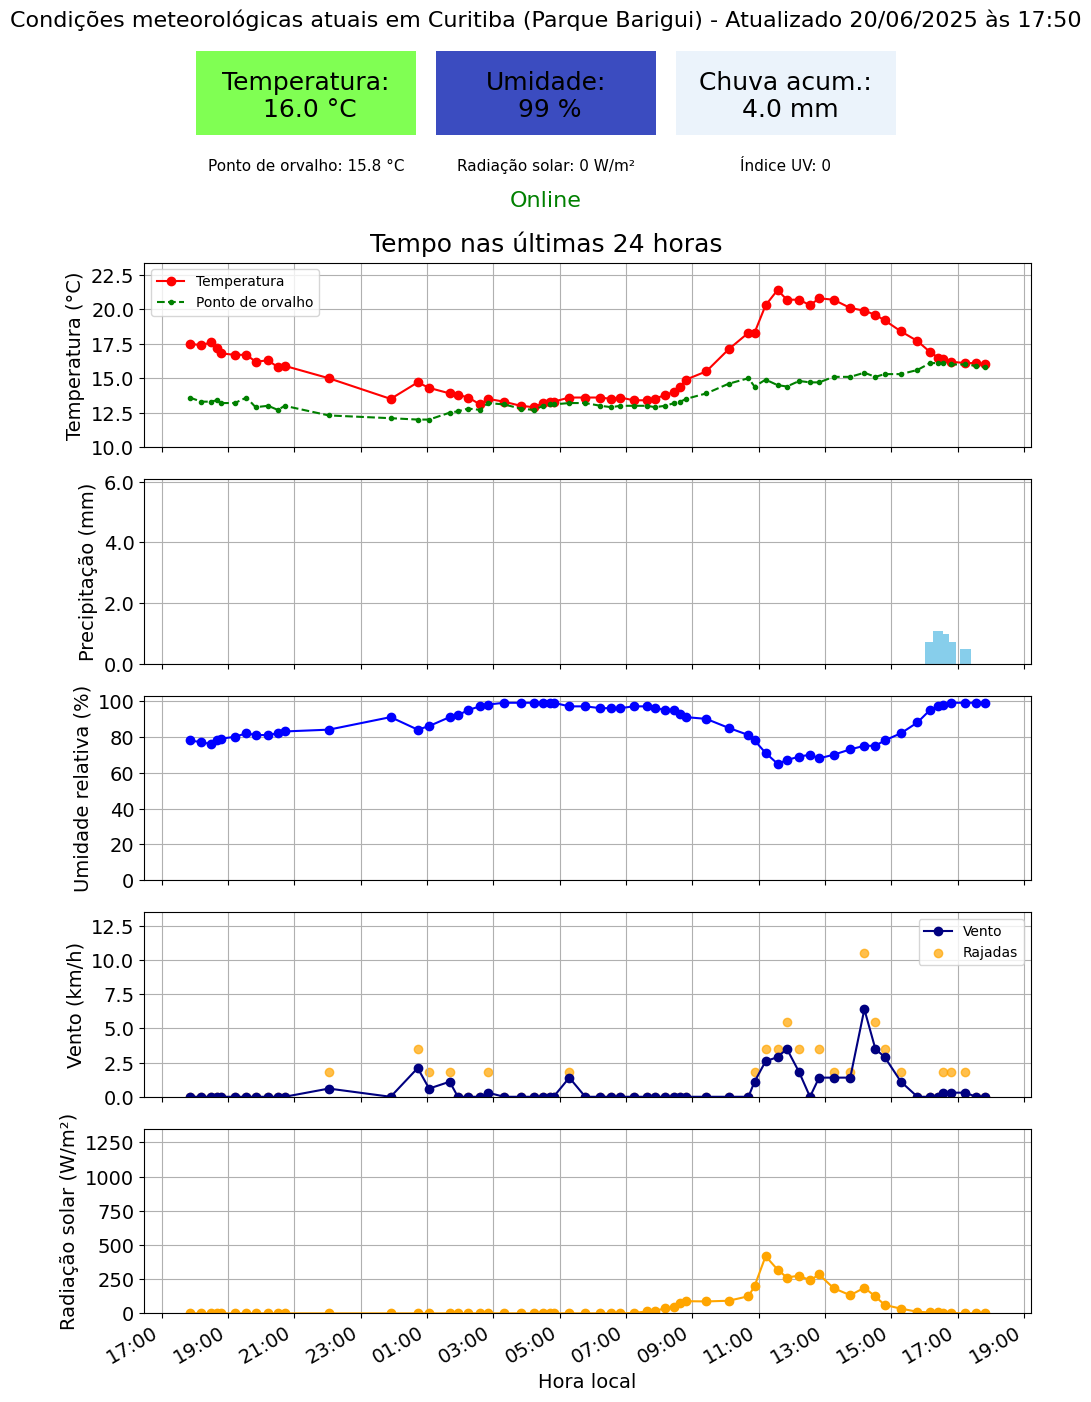 Condições meteorológicas atuais em Curitiba (Parque Barigui) - Atualizado 20/06/2025 às 17:50
Temperatura:
16.0 °C
Umidade:
99 %
Chuva acum.:
4.0 mm
Ponto de orvalho: 15.8 °C
Radiação solar: 0 W/m²
Índice UV: 0
Online
Tempo nas últimas 24 horas
Temperatura (°C)
22.5
20.0
17.5
15.0
12.5
10.0
Temperatura
Ponto de orvalho
Precipitação (mm)
6.0
4.0
2.0
0.0
Umidade relativa (%)
100
80
60
40
20
0
Vento (km/h)
12.5
10.0
7.5
5.0
2.5
0.0
Vento
Rajadas
Radiação solar (W/m²)
1250
1000
750
500
250
0
17:00
19:00
21:00
23:00
01:00
03:00
05:00
07:00
09:00
11:00
13:00
15:00
17:00
19:00
Hora local